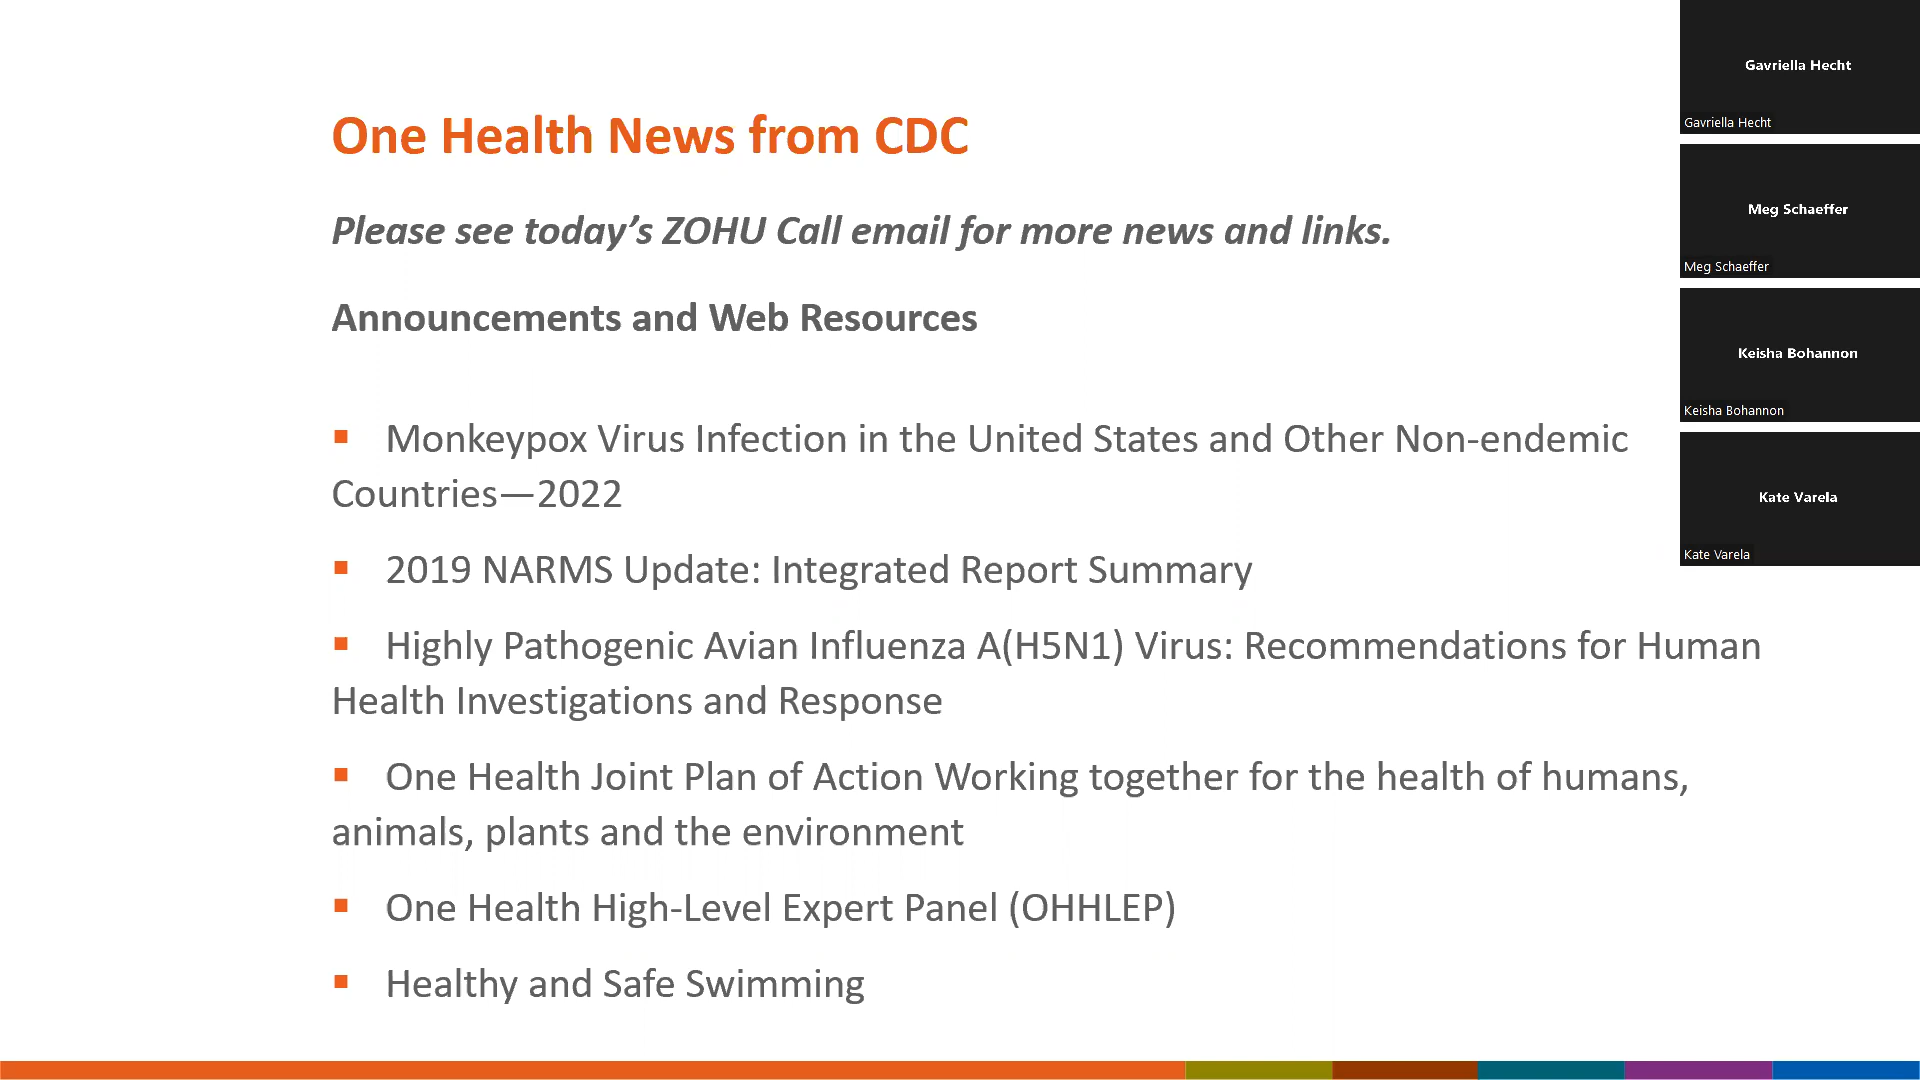 One Health News from CDC
Please see today’s ZOHU Call email for more news and links.
Announcements and Web Resources
▪ Monkeypox Virus Infection in the United States and Other Non-endemic
Countries—2022
▪ 2019 NARMS Update: Integrated Report Summary
▪ Highly Pathogenic Avian Influenza A(H5N1) Virus: Recommendations for Human
Health Investigations and Response
▪ One Health Joint Plan of Action Working together for the health of humans,
animals, plants and the environment
▪ One Health High-Level Expert Panel (OHHLEP)
▪ Healthy and Safe Swimming
Gavriella Hecht
Gavriella Hecht
Meg Schaeffer
Meg Schaeffer
Keisha Bohannon
Keisha Bohannon
Kate Varela
Kate Varela